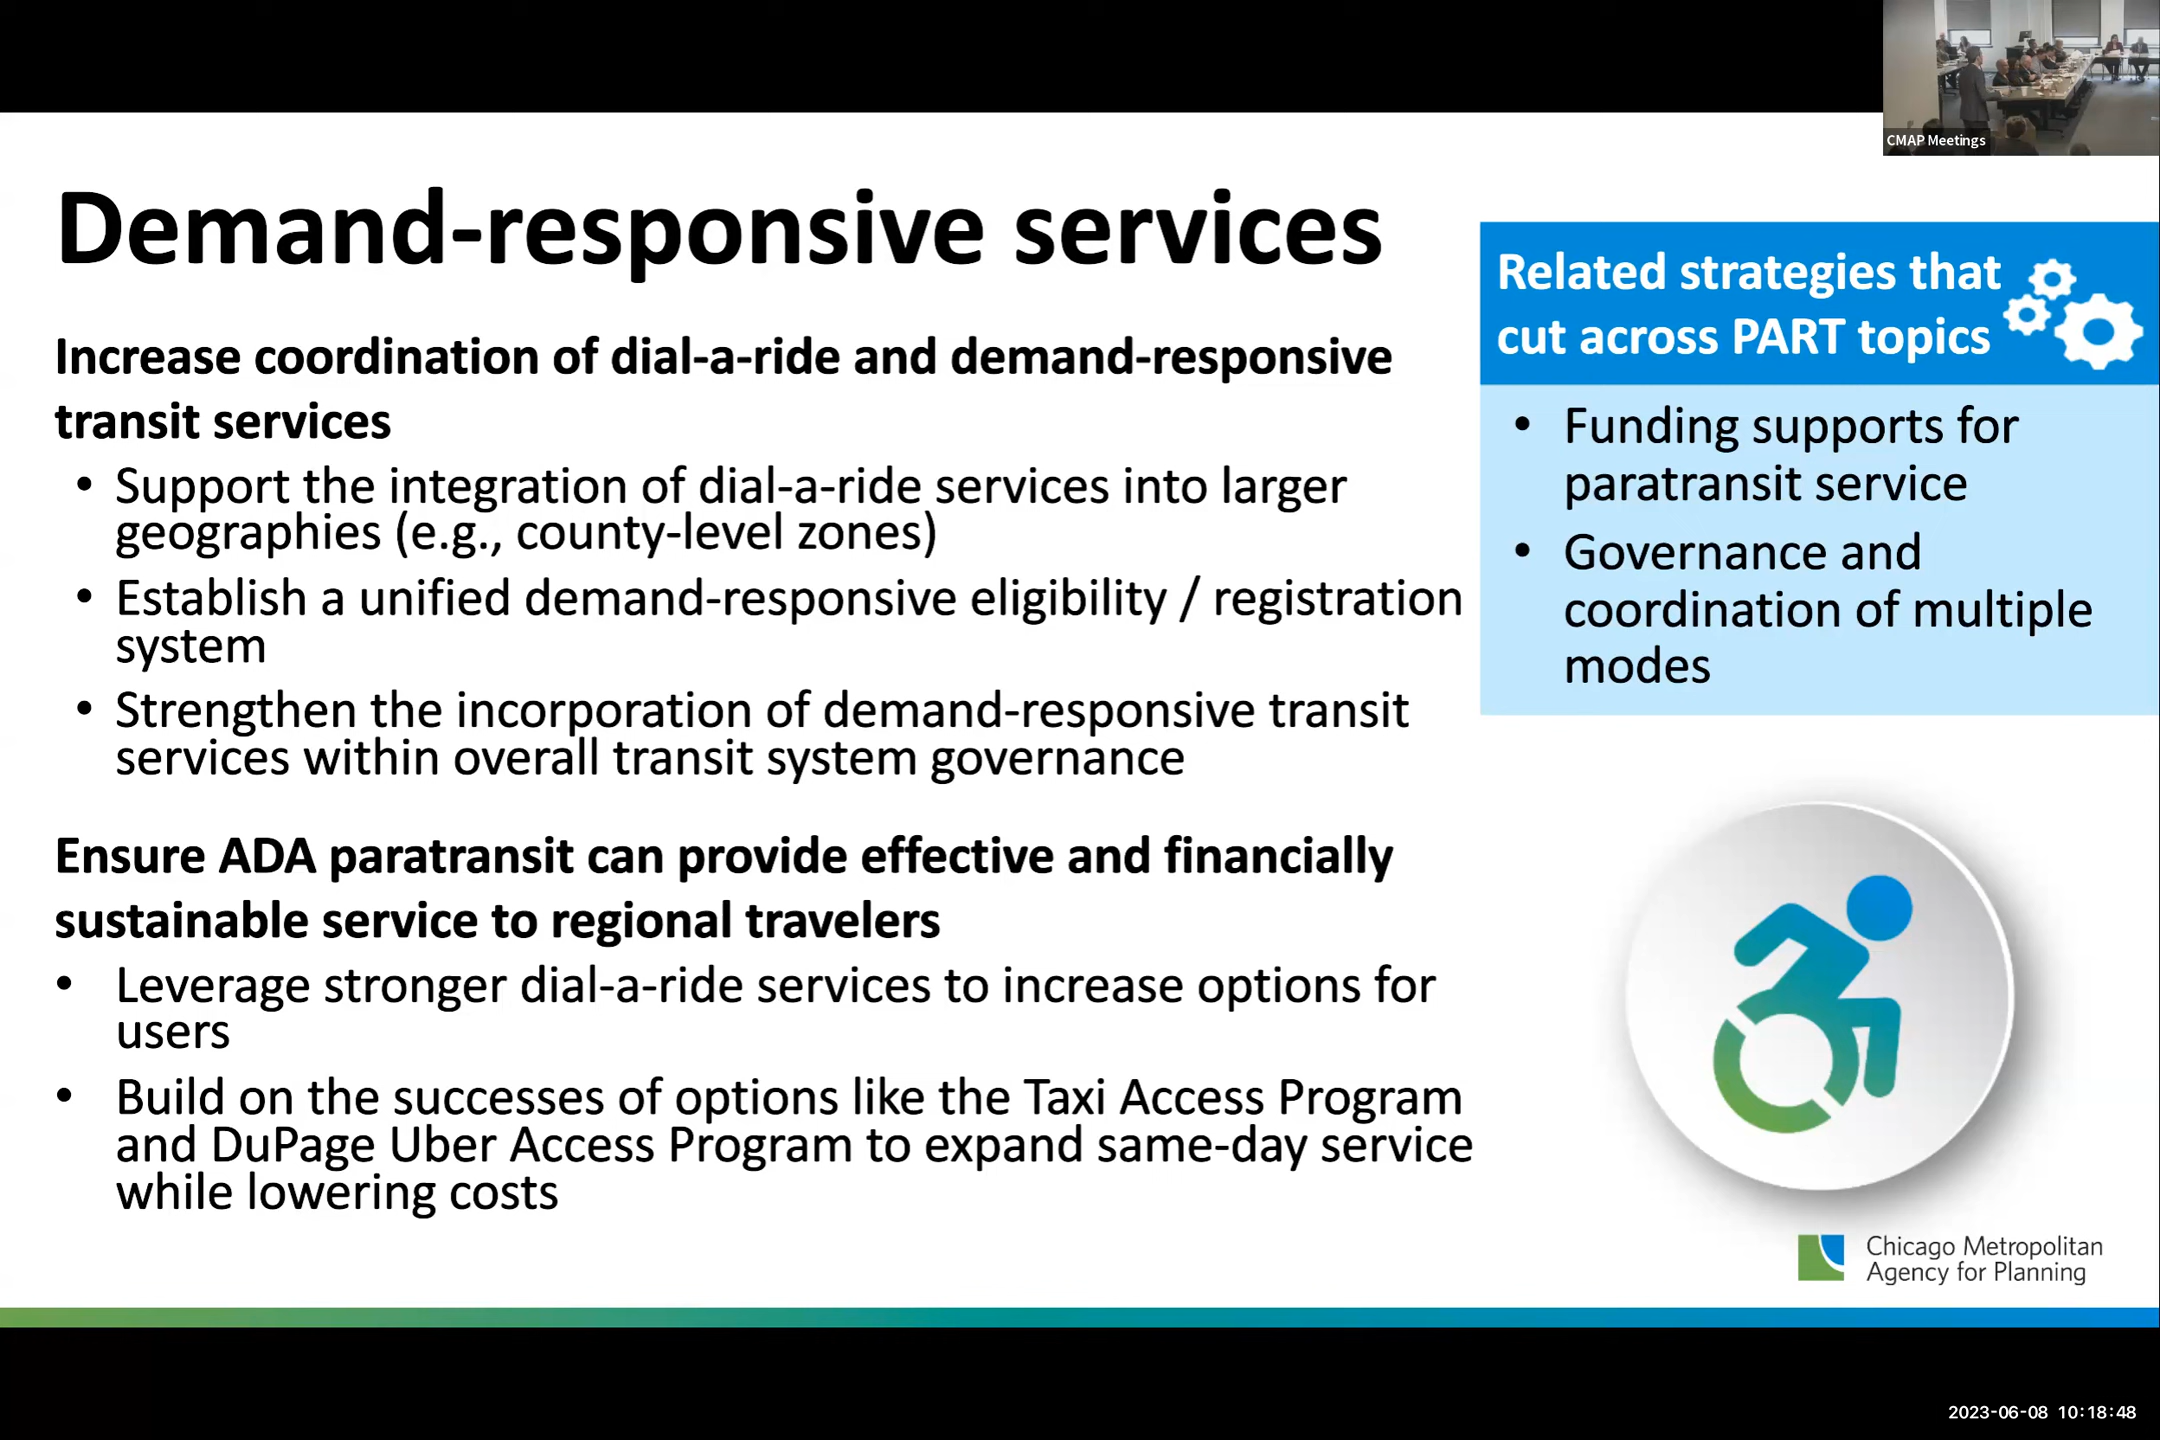 CMAP Meetings
Demand-responsive services
Increase coordination of dial-a-ride and demand-responsive
transit services
• Support the integration of dial-a-ride services into larger
geographies (e.g., county-level zones)
• Establish a unified demand-responsive eligibility / registration
system
• Strengthen the incorporation of demand-responsive transit
services within overall transit system governance
Ensure ADA paratransit can provide effective and financially
sustainable service to regional travelers
• Leverage stronger dial-a-ride services to increase options for
users
• Build on the successes of options like the Taxi Access Program
and DuPage Uber Access Program to expand same-day service
while lowering costs
Related strategies that
cut across PART topics
• Funding supports for
paratransit service
• Governance and
coordination of multiple
modes
Chicago Metropolitan
Agency for Planning
2023-06-08 10:18:48